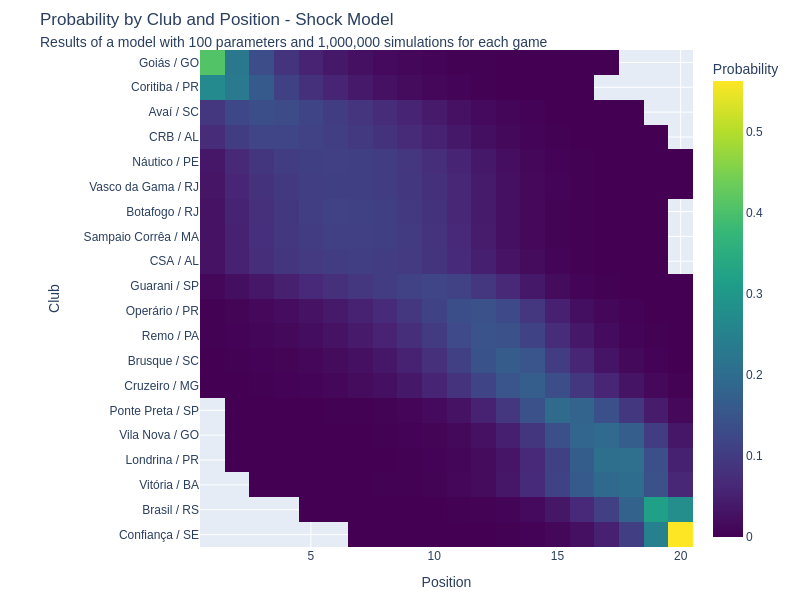 Probability by Club and Position - Shock Model
Results of a model with 100 parameters and 1,000,000 simulations for each game
Probability
Goiás / GO
Coritiba / PR
Avaí / SC
CRB / AL
Náutico / PE
Vasco da Gama / RJ
Botafogo / RJ
Sampaio Corrêa / MA
CSA / AL
Guarani / SP
Operário / PR
Remo / PA
Brusque / SC
Cruzeiro / MG
Ponte Preta / SP
Vila Nova / GO
Londrina / PR
Vitória / BA
Brasil / RS
Confiança / SE
Club
5 10 15 20
Position
0.5
0.4
0.3
0.2
0.1
0